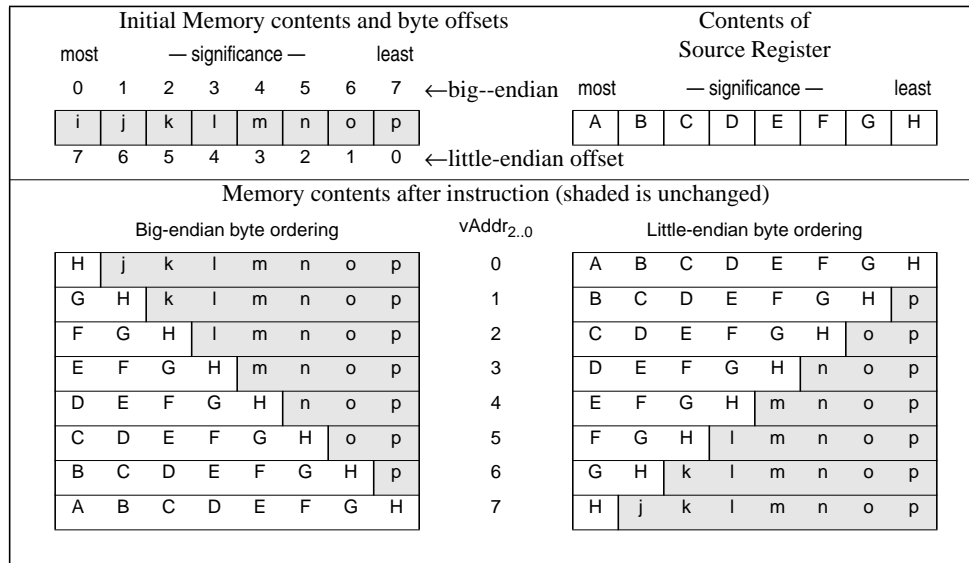 Initial Memory contents and byte offsets
Contents of
Source Register
most — significance — least
0 1 2 3 4 5 6 7 ←big--endian
most — significance — least
i j k l m n o p
A B C D E F G H
7 6 5 4 3 2 1 0 ←little-endian offset
Memory contents after instruction (shaded is unchanged)
Big-endian byte ordering vAddr2..0 Little-endian byte ordering
H j k l m n o p 0 A B C D E F G H
G H k l m n o p 1 B C D E F G H p
F G H l m n o p 2 C D E F G H o p
E F G H m n o p 3 D E F G H n o p
D E F G H n o p 4 E F G H m n o p
C D E F G H o p 5 F G H l m n o p
B C D E F G H p 6 G H k l m n o p
A B C D E F G H 7 H j k l m n o p